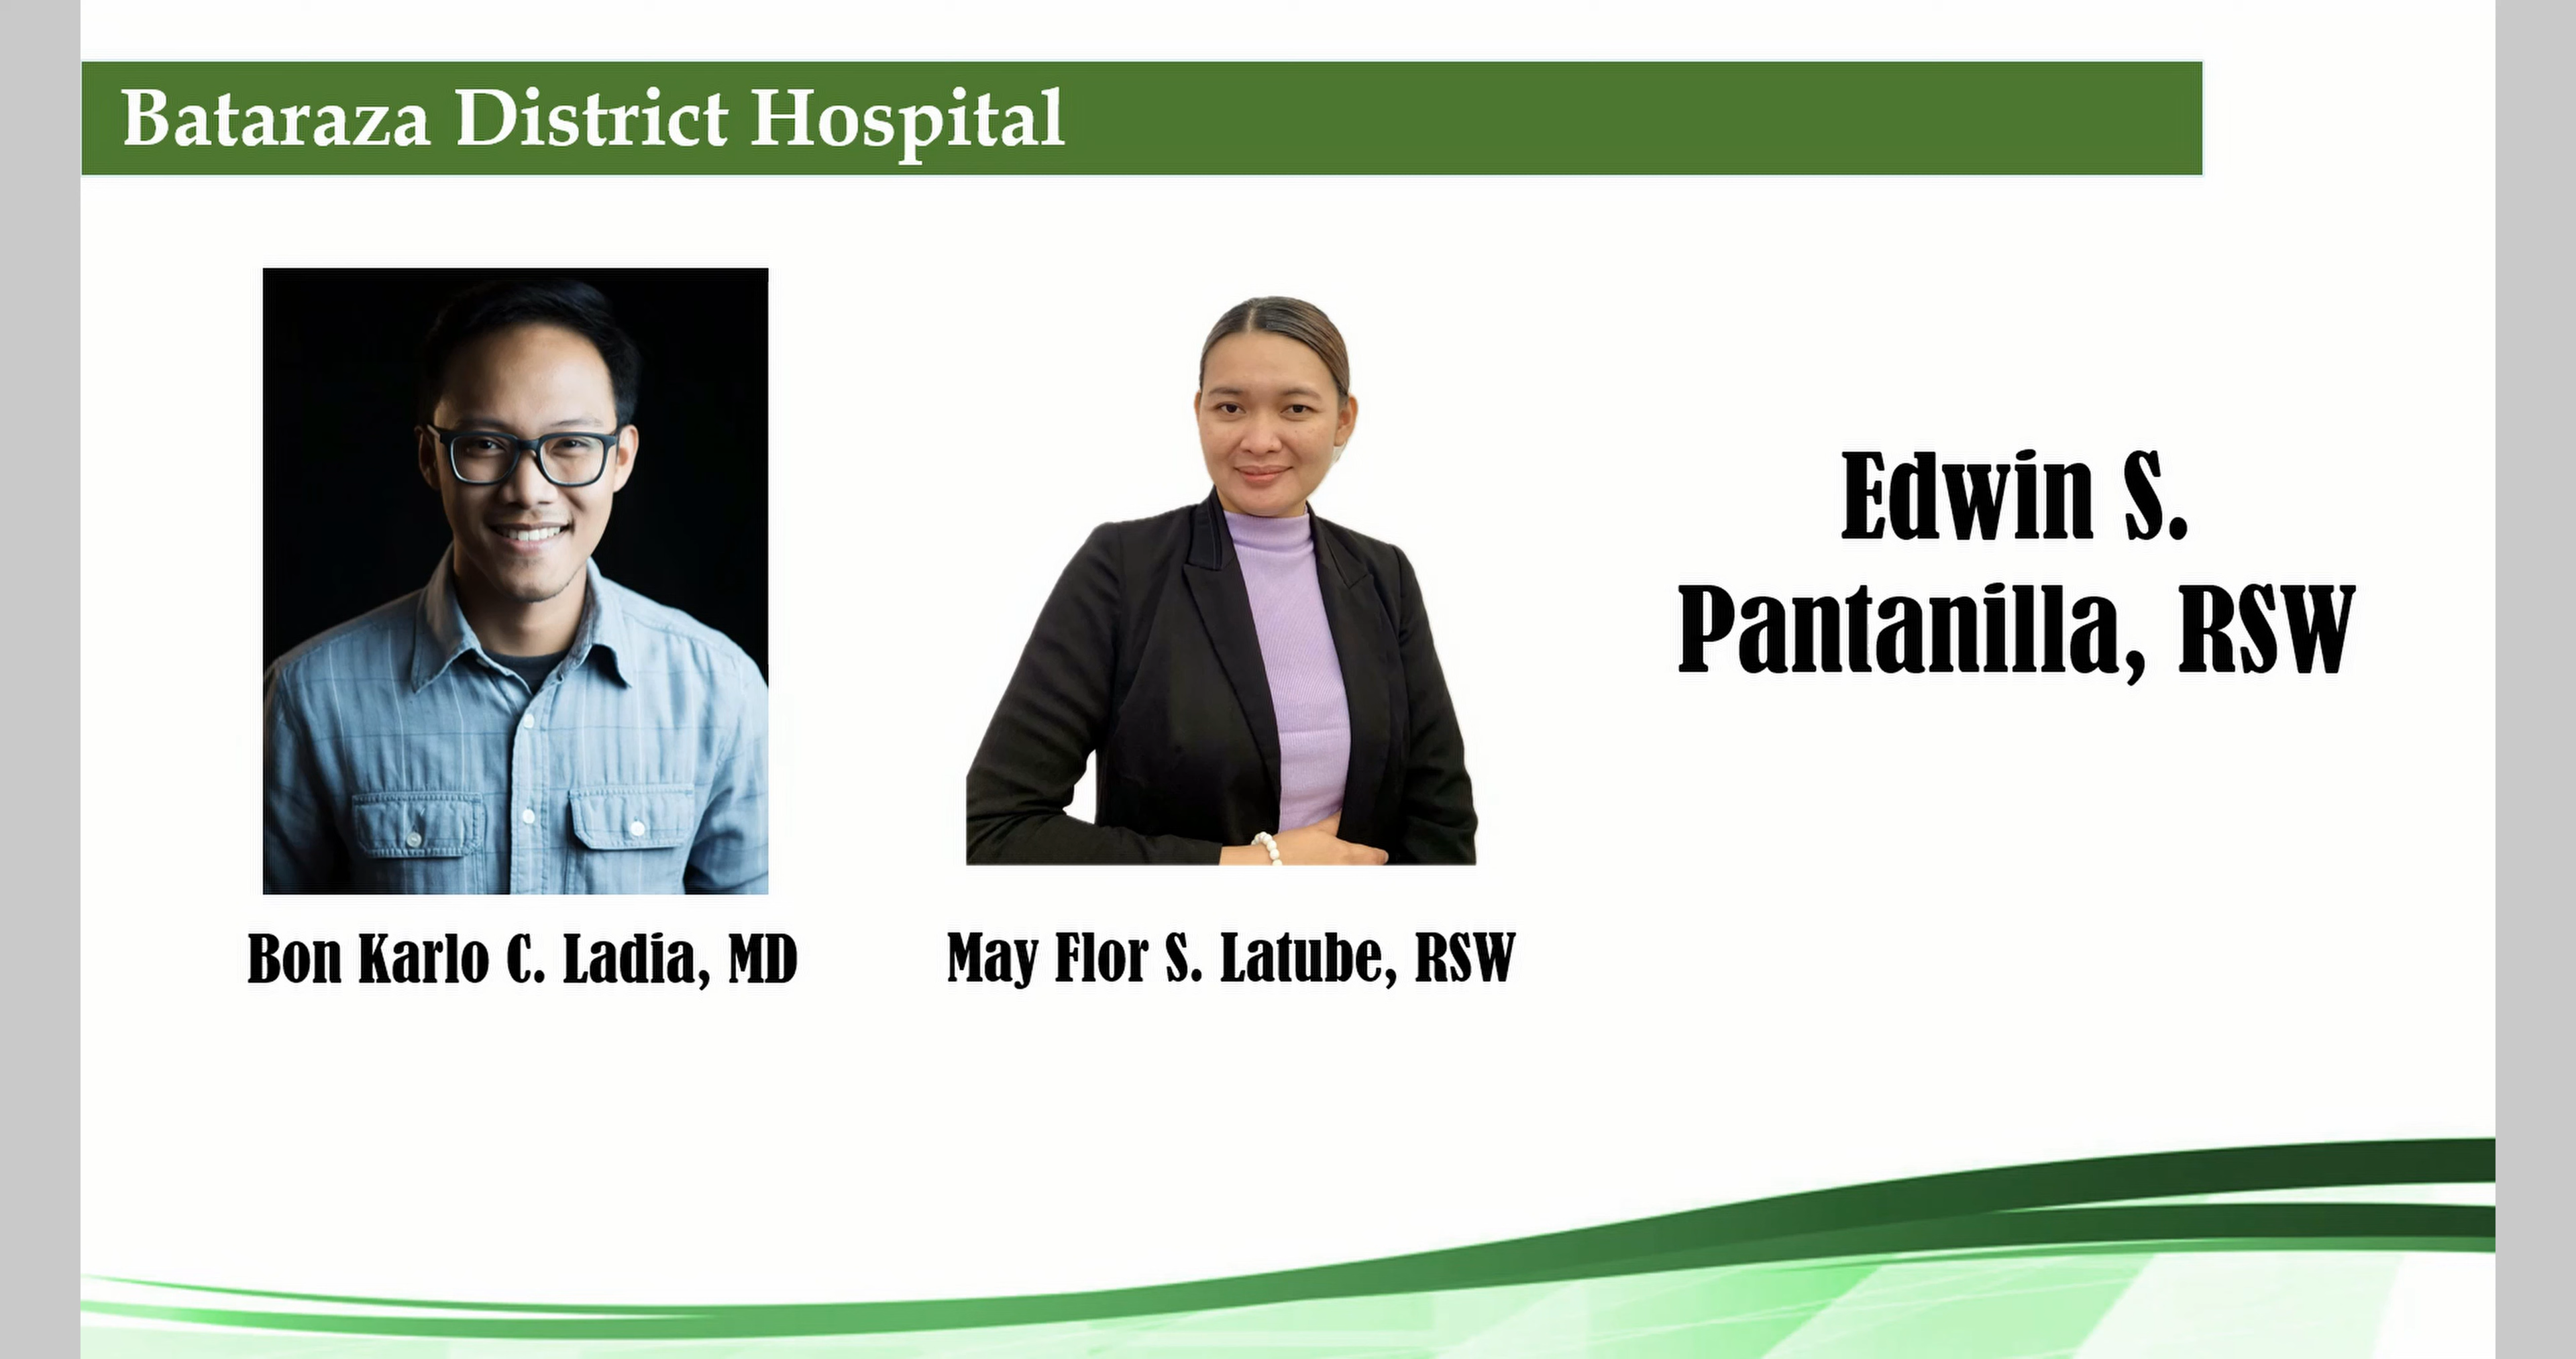 Bataraza District Hospital
Edwin S.
Pantanilla, RSW
Bon Karlo C. Ladia, MD
May Flor S. Latube, RSW